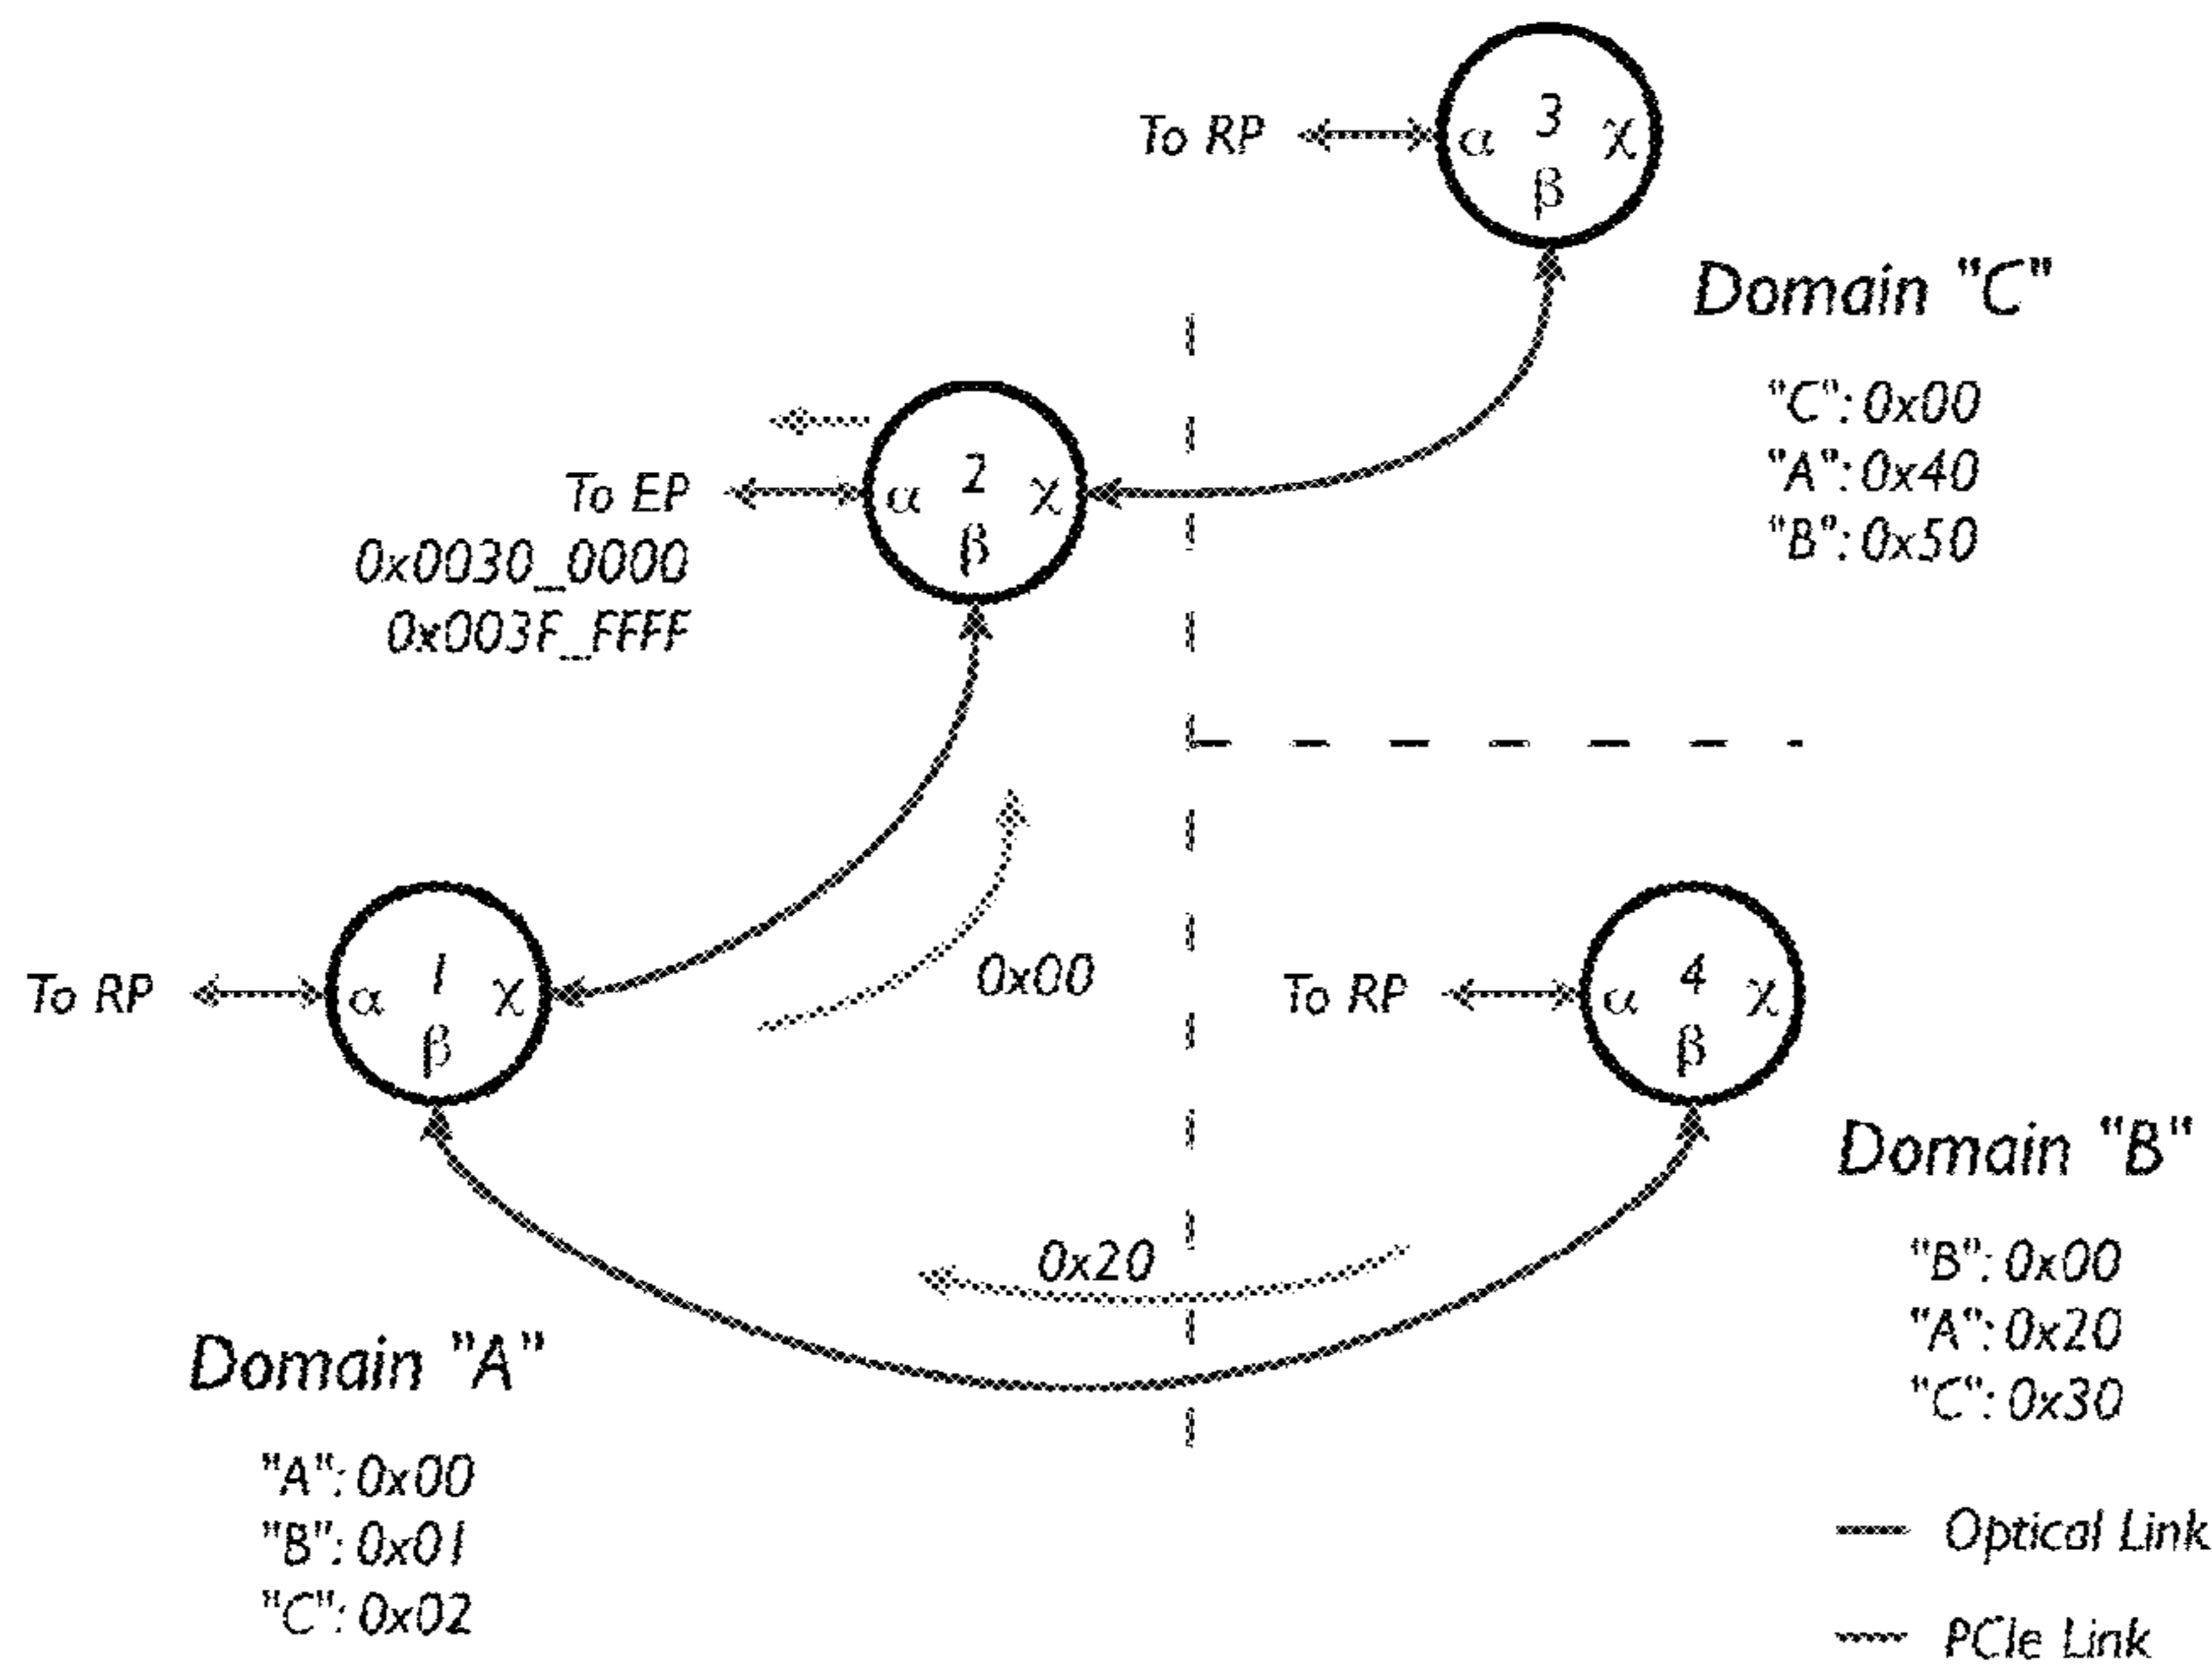 To RP
α 3 χ
β
Domain "C"
"C": 0x00
"A": 0x40
"B": 0x50
To EP
α 2 χ
β
0x0030_0000
0x003F_FFFF
To RP
α 1 χ
β
0x00
To RP
α 4 χ
β
Domain "B"
"B": 0x00
"A": 0x20
"C": 0x30
0x20
Domain "A"
"A": 0x00
"B": 0x01
"C": 0x02
Optical Link
PCIe Link